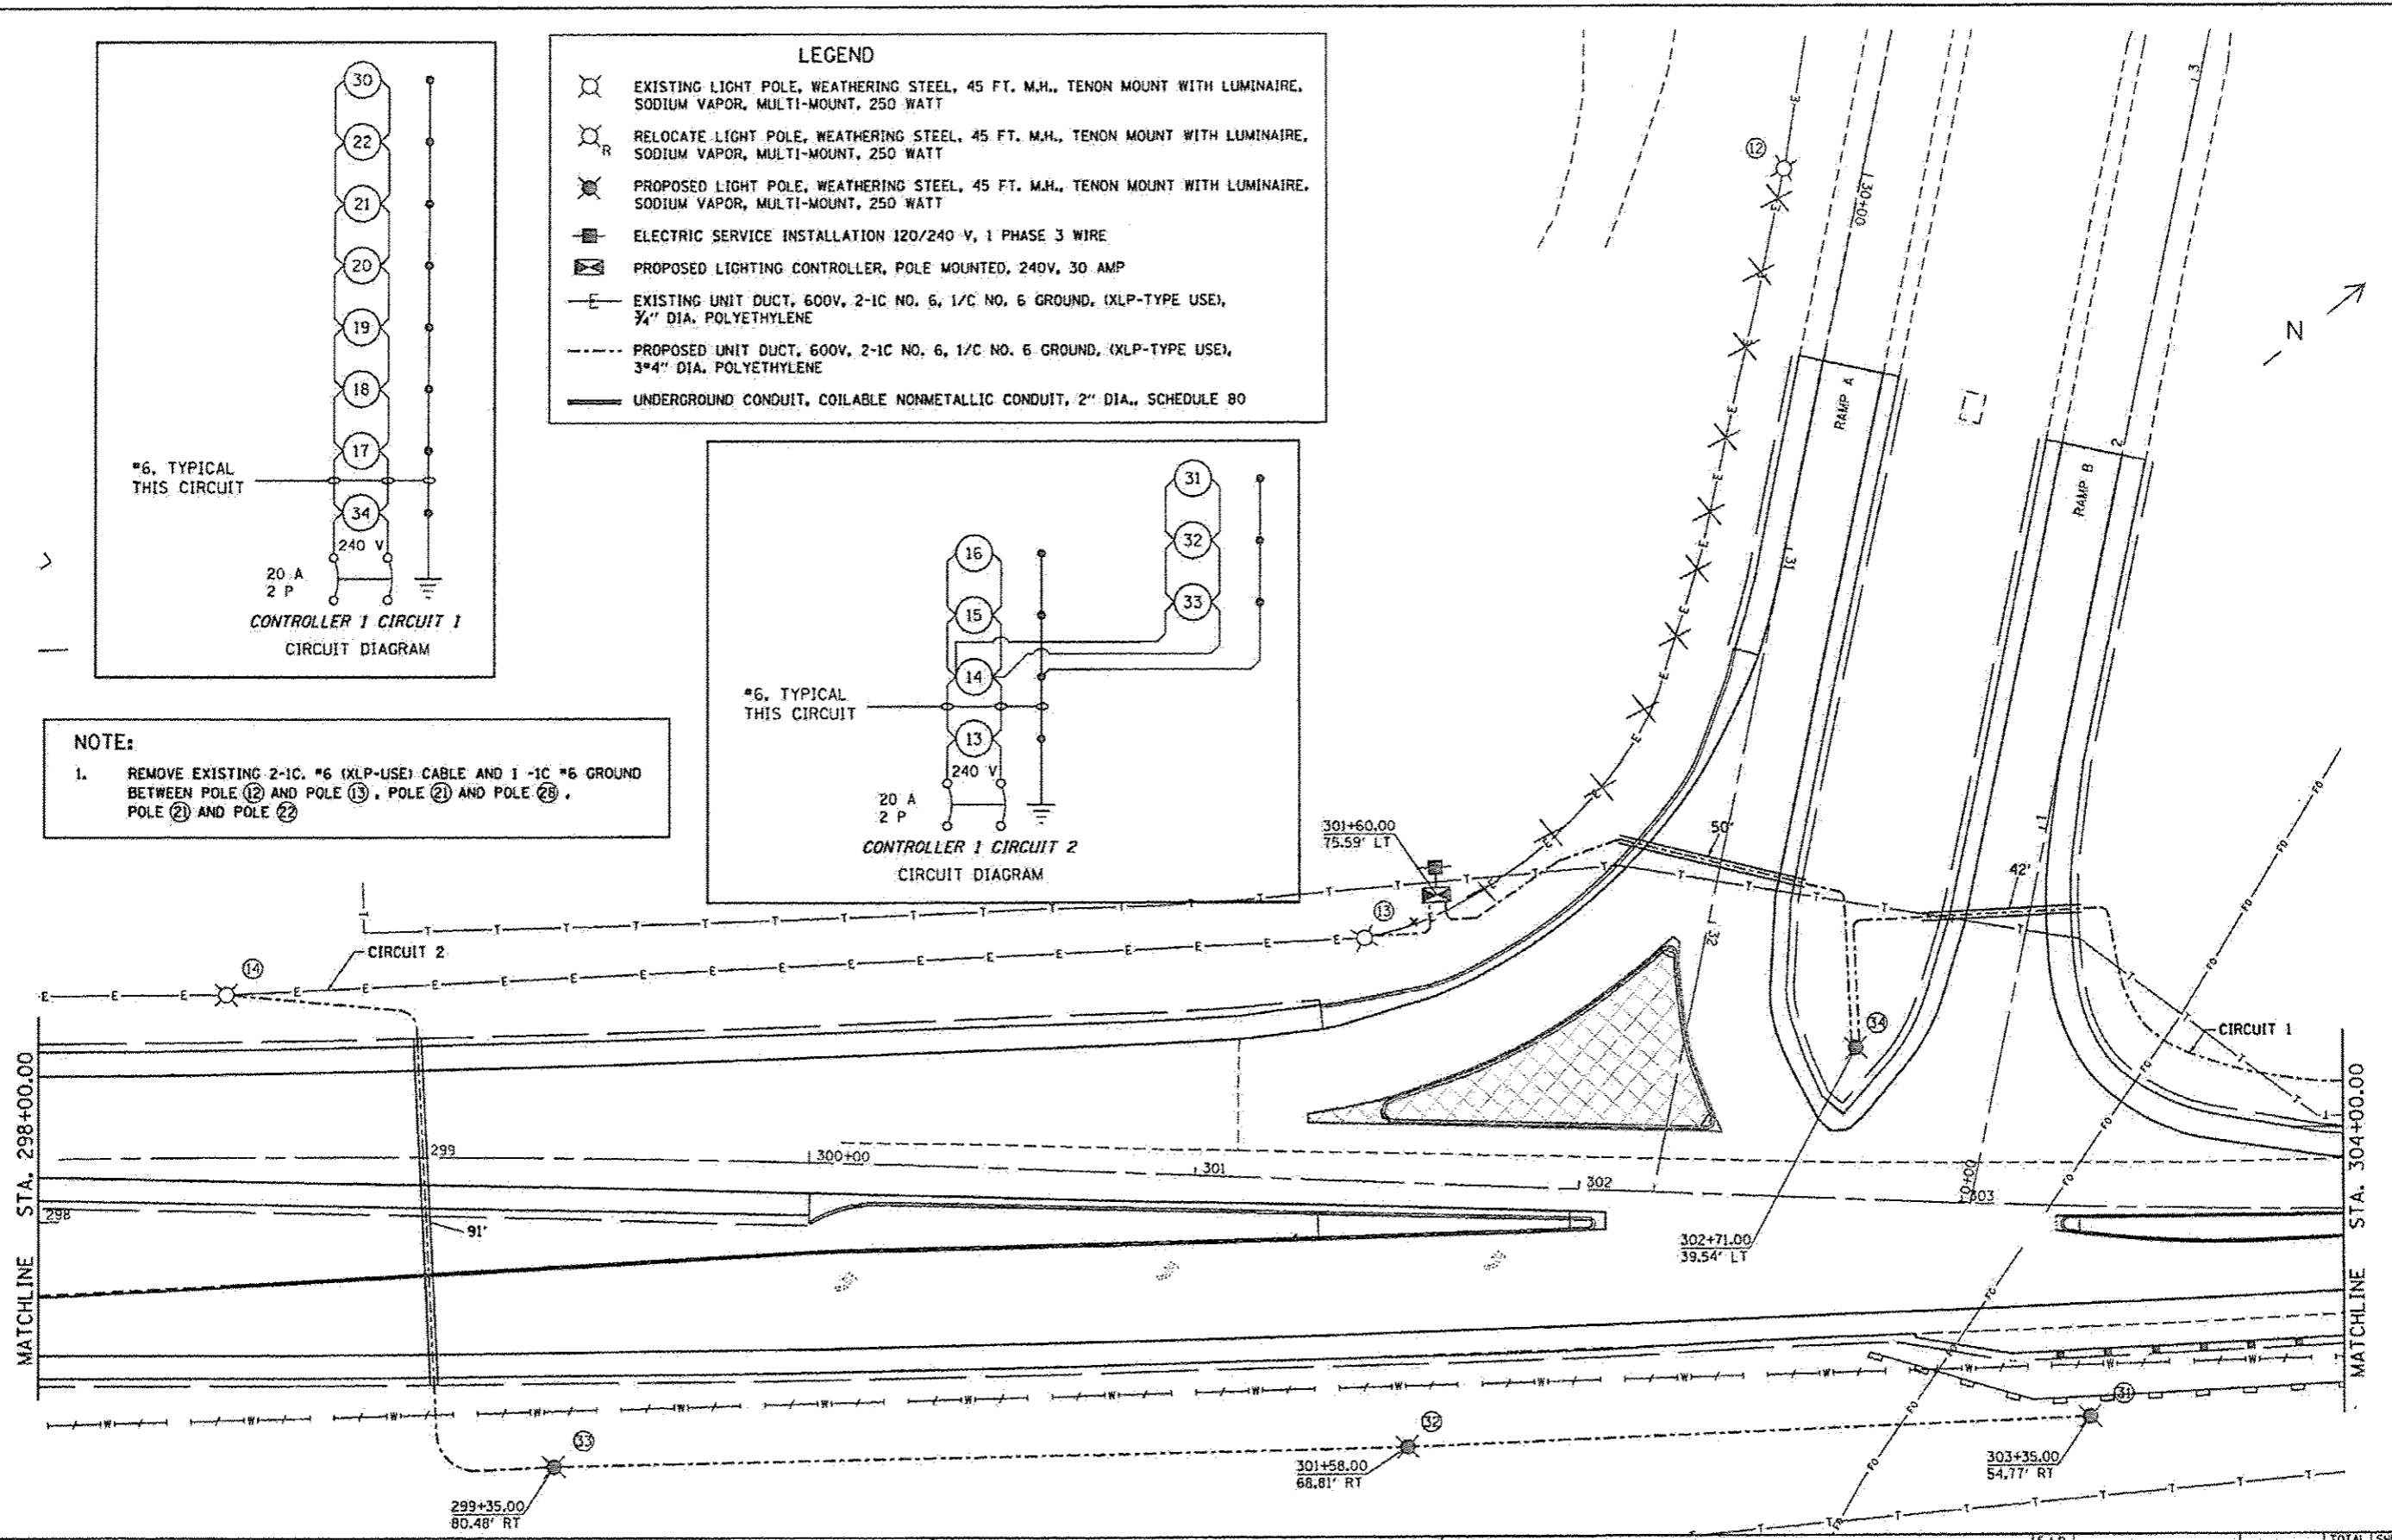 30
22
21
20
19
18
17
34
#6, TYPICAL
THIS CIRCUIT
240 V
20 A
2 P
CONTROLLER 1 CIRCUIT 1
CIRCUIT DIAGRAM
LEGEND
EXISTING LIGHT POLE, WEATHERING STEEL, 45 FT. M.H., TENON MOUNT WITH LUMINAIRE,
SODIUM VAPOR, MULTI-MOUNT, 250 WATT
R
RELOCATE LIGHT POLE, WEATHERING STEEL, 45 FT. M.H., TENON MOUNT WITH LUMINAIRE,
SODIUM VAPOR, MULTI-MOUNT, 250 WATT
PROPOSED LIGHT POLE, WEATHERING STEEL, 45 FT. M.H., TENON MOUNT WITH LUMINAIRE,
SODIUM VAPOR, MULTI-MOUNT, 250 WATT
ELECTRIC SERVICE INSTALLATION 120/240 V, 1 PHASE 3 WIRE
PROPOSED LIGHTING CONTROLLER, POLE MOUNTED, 240V, 30 AMP
E
EXISTING UNIT DUCT, 600V, 2-1C NO. 6, 1/C NO. 6 GROUND, (XLP-TYPE USE),
3/4" DIA. POLYETHYLENE
PROPOSED UNIT DUCT, 600V, 2-1C NO. 6, 1/C NO. 6 GROUND, (XLP-TYPE USE),
3*4" DIA. POLYETHYLENE
UNDERGROUND CONDUIT, COILABLE NONMETALLIC CONDUIT, 2" DIA., SCHEDULE 80
31
32
33
16
15
14
13
#6, TYPICAL
THIS CIRCUIT
240 V
20 A
2 P
CONTROLLER 1 CIRCUIT 2
CIRCUIT DIAGRAM
NOTE:
1. REMOVE EXISTING 2-1C. #6 (XLP-USE) CABLE AND 1 -1C #6 GROUND
BETWEEN POLE 12 AND POLE 13 , POLE 21 AND POLE 28 ,
POLE 21 AND POLE 22
12
130+00
3
N
RAMP A
2
RAMP B
131
1
132
301+60.00
75.59' LT
50'
42'
13
14
CIRCUIT 2
34
CIRCUIT 1
MATCHLINE STA. 298+00.00
298
299
300+00
301
302
303
0+00
91'
302+71.00
39.54' LT
MATCHLINE STA. 304+00.00
33
299+35.00
80.48' RT
32
301+58.00
68.81' RT
31
303+35.00
54.77' RT